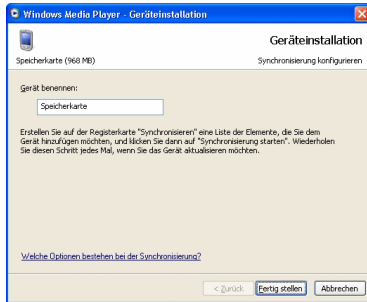 Windows Media Player - Geräteinstallation
Geräteinstallation
Speicherkarte (968 MB)
Synchronisierung konfigurieren
Gerät benennen:
Speicherkarte
Erstellen Sie auf der Registerkarte "Synchronisieren" eine Liste der Elemente, die Sie dem
Gerät hinzufügen möchten, und klicken Sie dann auf "Synchronisierung starten". Wiederholen
Sie diesen Schritt jedes Mal, wenn Sie das Gerät aktualisieren möchten.
Welche Optionen bestehen bei der Synchronisierung?
< Zurück
Fertig stellen
Abbrechen